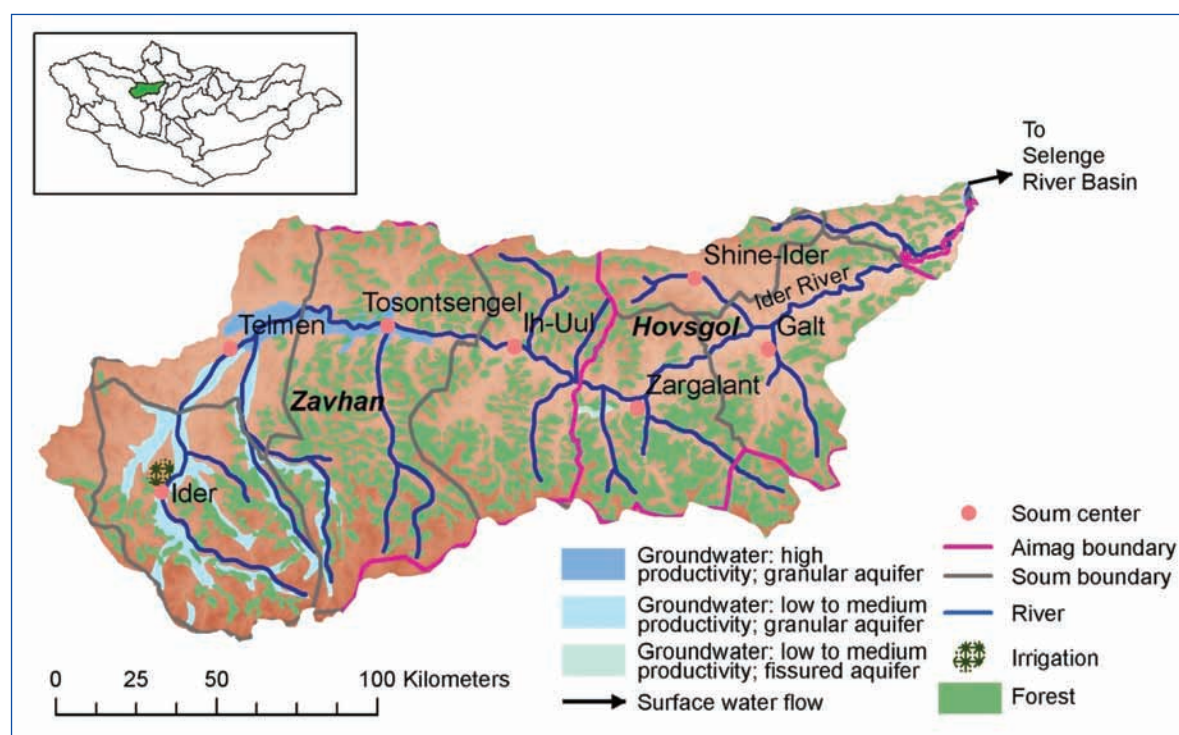 To
Selenge
River Basin
Shine-Ider
Ider River
Tosontsengel
Telmen
Ih-Uul
Hovsgol
Galt
Zavhan
Zargalant
Ider
Groundwater: high
productivity; granular aquifer
Groundwater: low to medium
productivity; granular aquifer
Groundwater: low to medium
productivity; fissured aquifer
Surface water flow
Soum center
Aimag boundary
Soum boundary
River
Irrigation
Forest
0 25 50 100 Kilometers